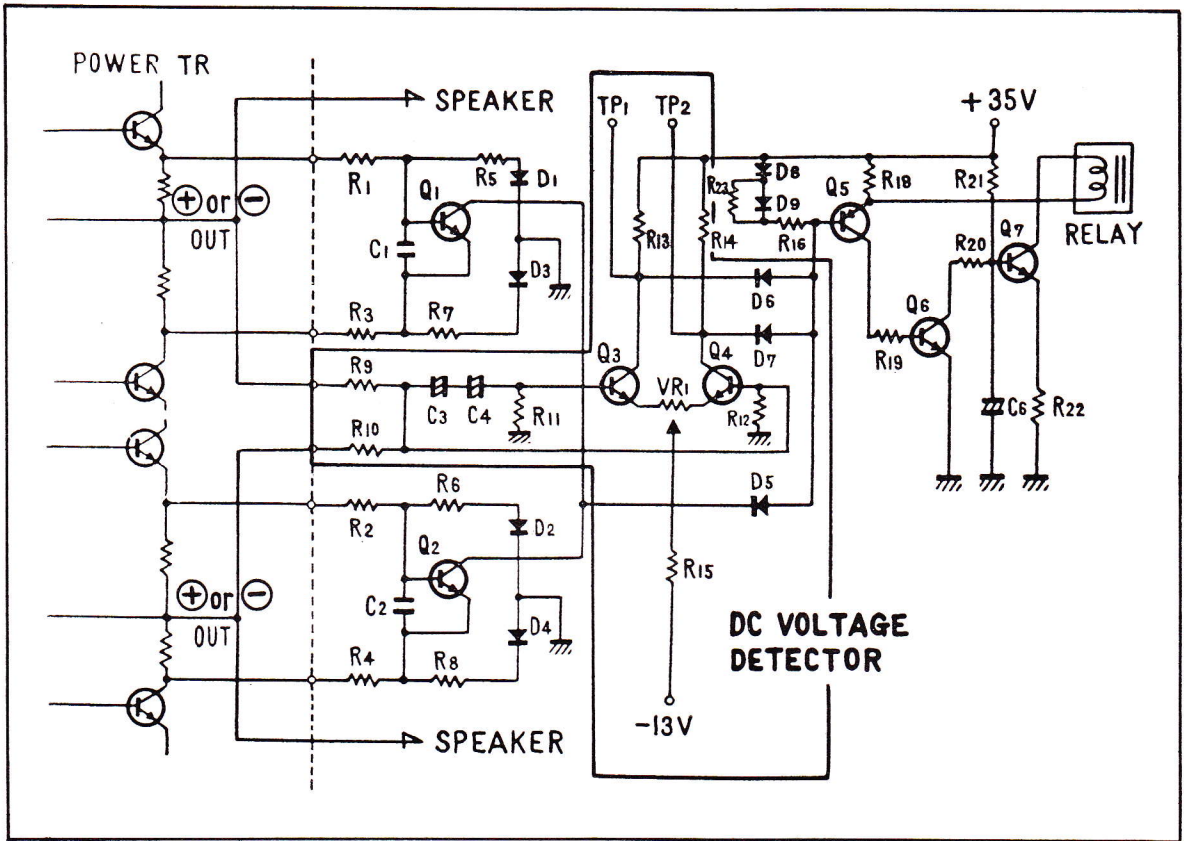 POWER TR
SPEAKER
TP1 TP2
+35V
R1
R5
D1
Q1
C1
D3
R3
R7
⊕ or ⊖
OUT
R23
D8
D9
R16
Q5
R18
R21
RELAY
R13
R14
D6
D7
R20
Q7
Q6
R19
C6
R22
R9
C3 C4
R11
Q3
Q4
VR1
R12
R10
R2
R6
D2
D5
Q2
C2
D4
R15
R4
R8
⊕ or ⊖
OUT
DC VOLTAGE
DETECTOR
-13V
SPEAKER